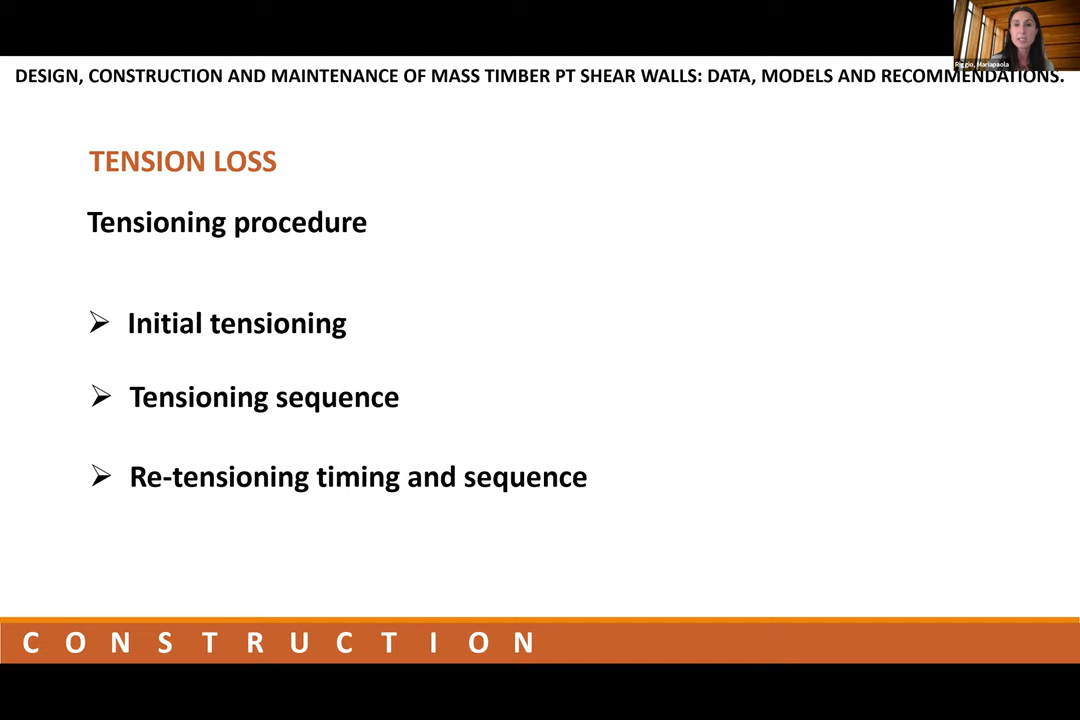 DESIGN, CONSTRUCTION AND MAINTENANCE OF MASS TIMBER PT SHEAR WALLS: DATA, MODELS AND RECOMMENDATIONS.
Riggio, Mariapaola
TENSION LOSS
Tensioning procedure
Initial tensioning
Tensioning sequence
Re-tensioning timing and sequence
CONSTRUCTION